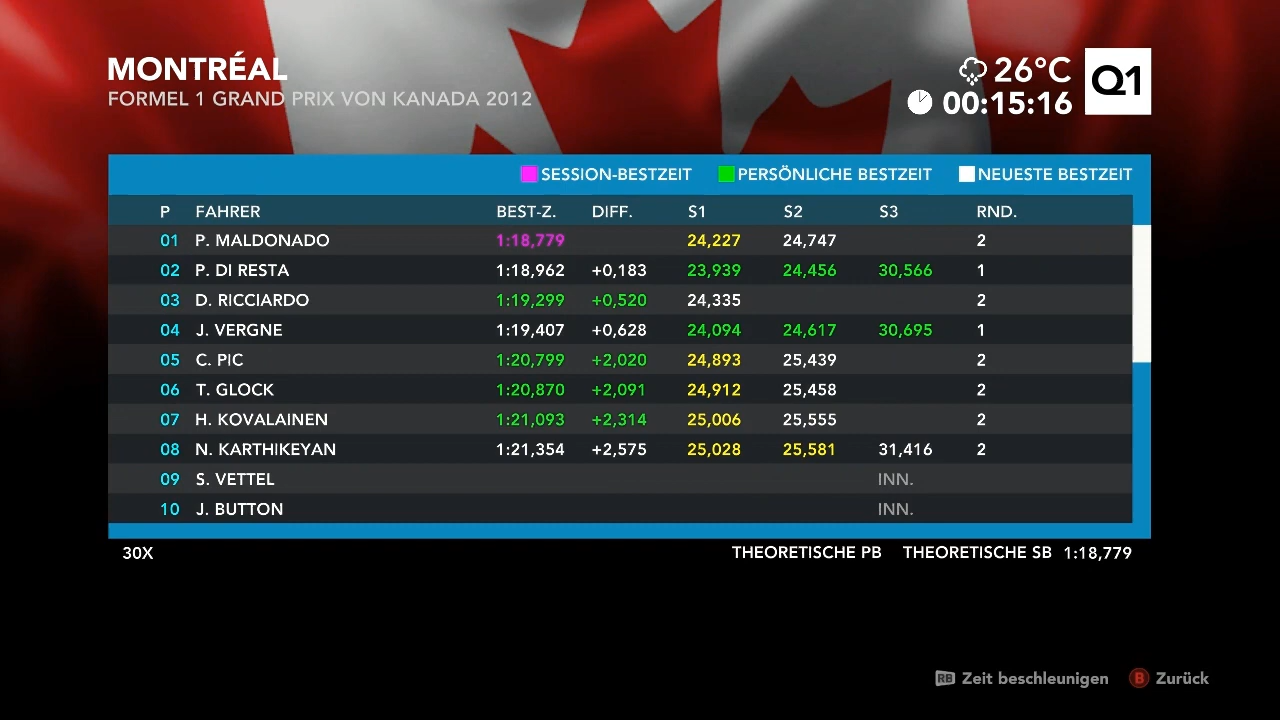 MONTRÉAL
FORMEL 1 GRAND PRIX VON KANADA 2012
26°C
00:15:16
Q1
SESSION-BESTZEIT PERSÖNLICHE BESTZEIT NEUESTE BESTZEIT
P FAHRER BEST-Z. DIFF. S1 S2 S3 RND.
01 P. MALDONADO 1:18,779 24,227 24,747 2
02 P. DI RESTA 1:18,962 +0,183 23,939 24,456 30,566 1
03 D. RICCIARDO 1:19,299 +0,520 24,335 2
04 J. VERGNE 1:19,407 +0,628 24,094 24,617 30,695 1
05 C. PIC 1:20,799 +2,020 24,893 25,439 2
06 T. GLOCK 1:20,870 +2,091 24,912 25,458 2
07 H. KOVALAINEN 1:21,093 +2,314 25,006 25,555 2
08 N. KARTHIKEYAN 1:21,354 +2,575 25,028 25,581 31,416 2
09 S. VETTEL INN.
10 J. BUTTON INN.
30X THEORETISCHE PB THEORETISCHE SB 1:18,779
RB Zeit beschleunigen B Zurück